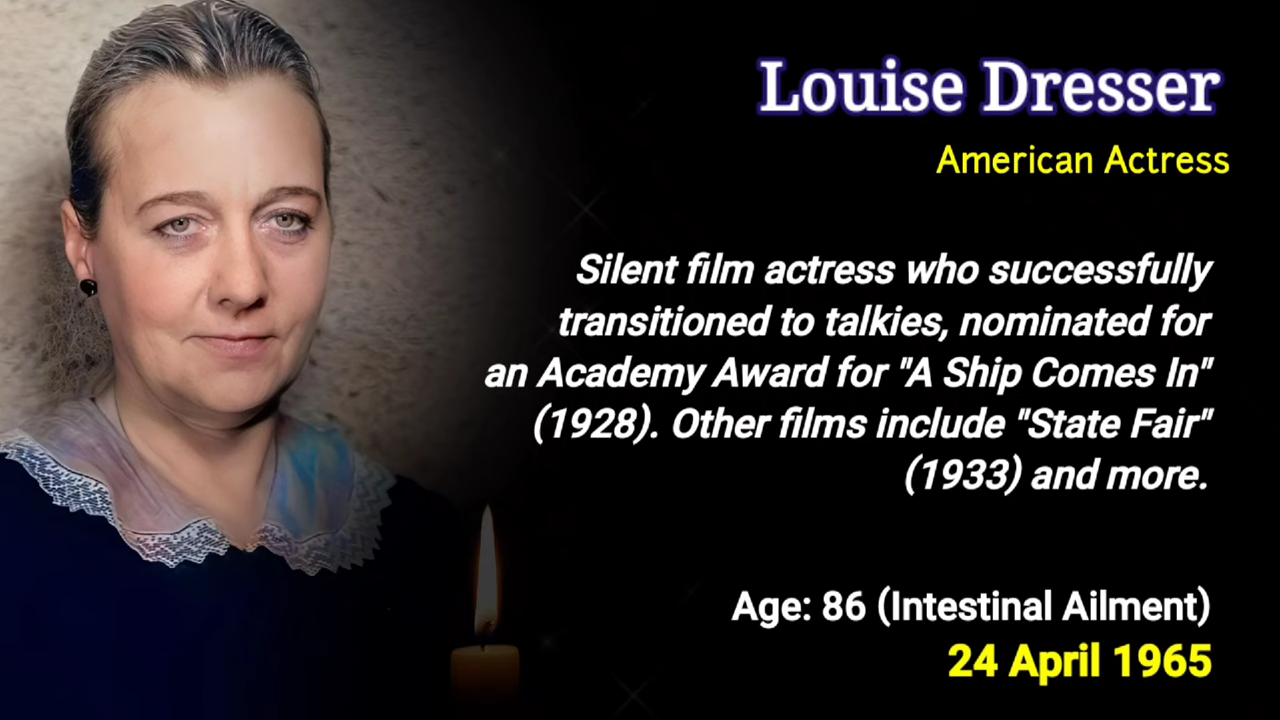 Louise Dresser
American Actress
Silent film actress who successfully
transitioned to talkies, nominated for
an Academy Award for "A Ship Comes In"
(1928). Other films include "State Fair"
(1933) and more.
Age: 86 (Intestinal Ailment)
24 April 1965